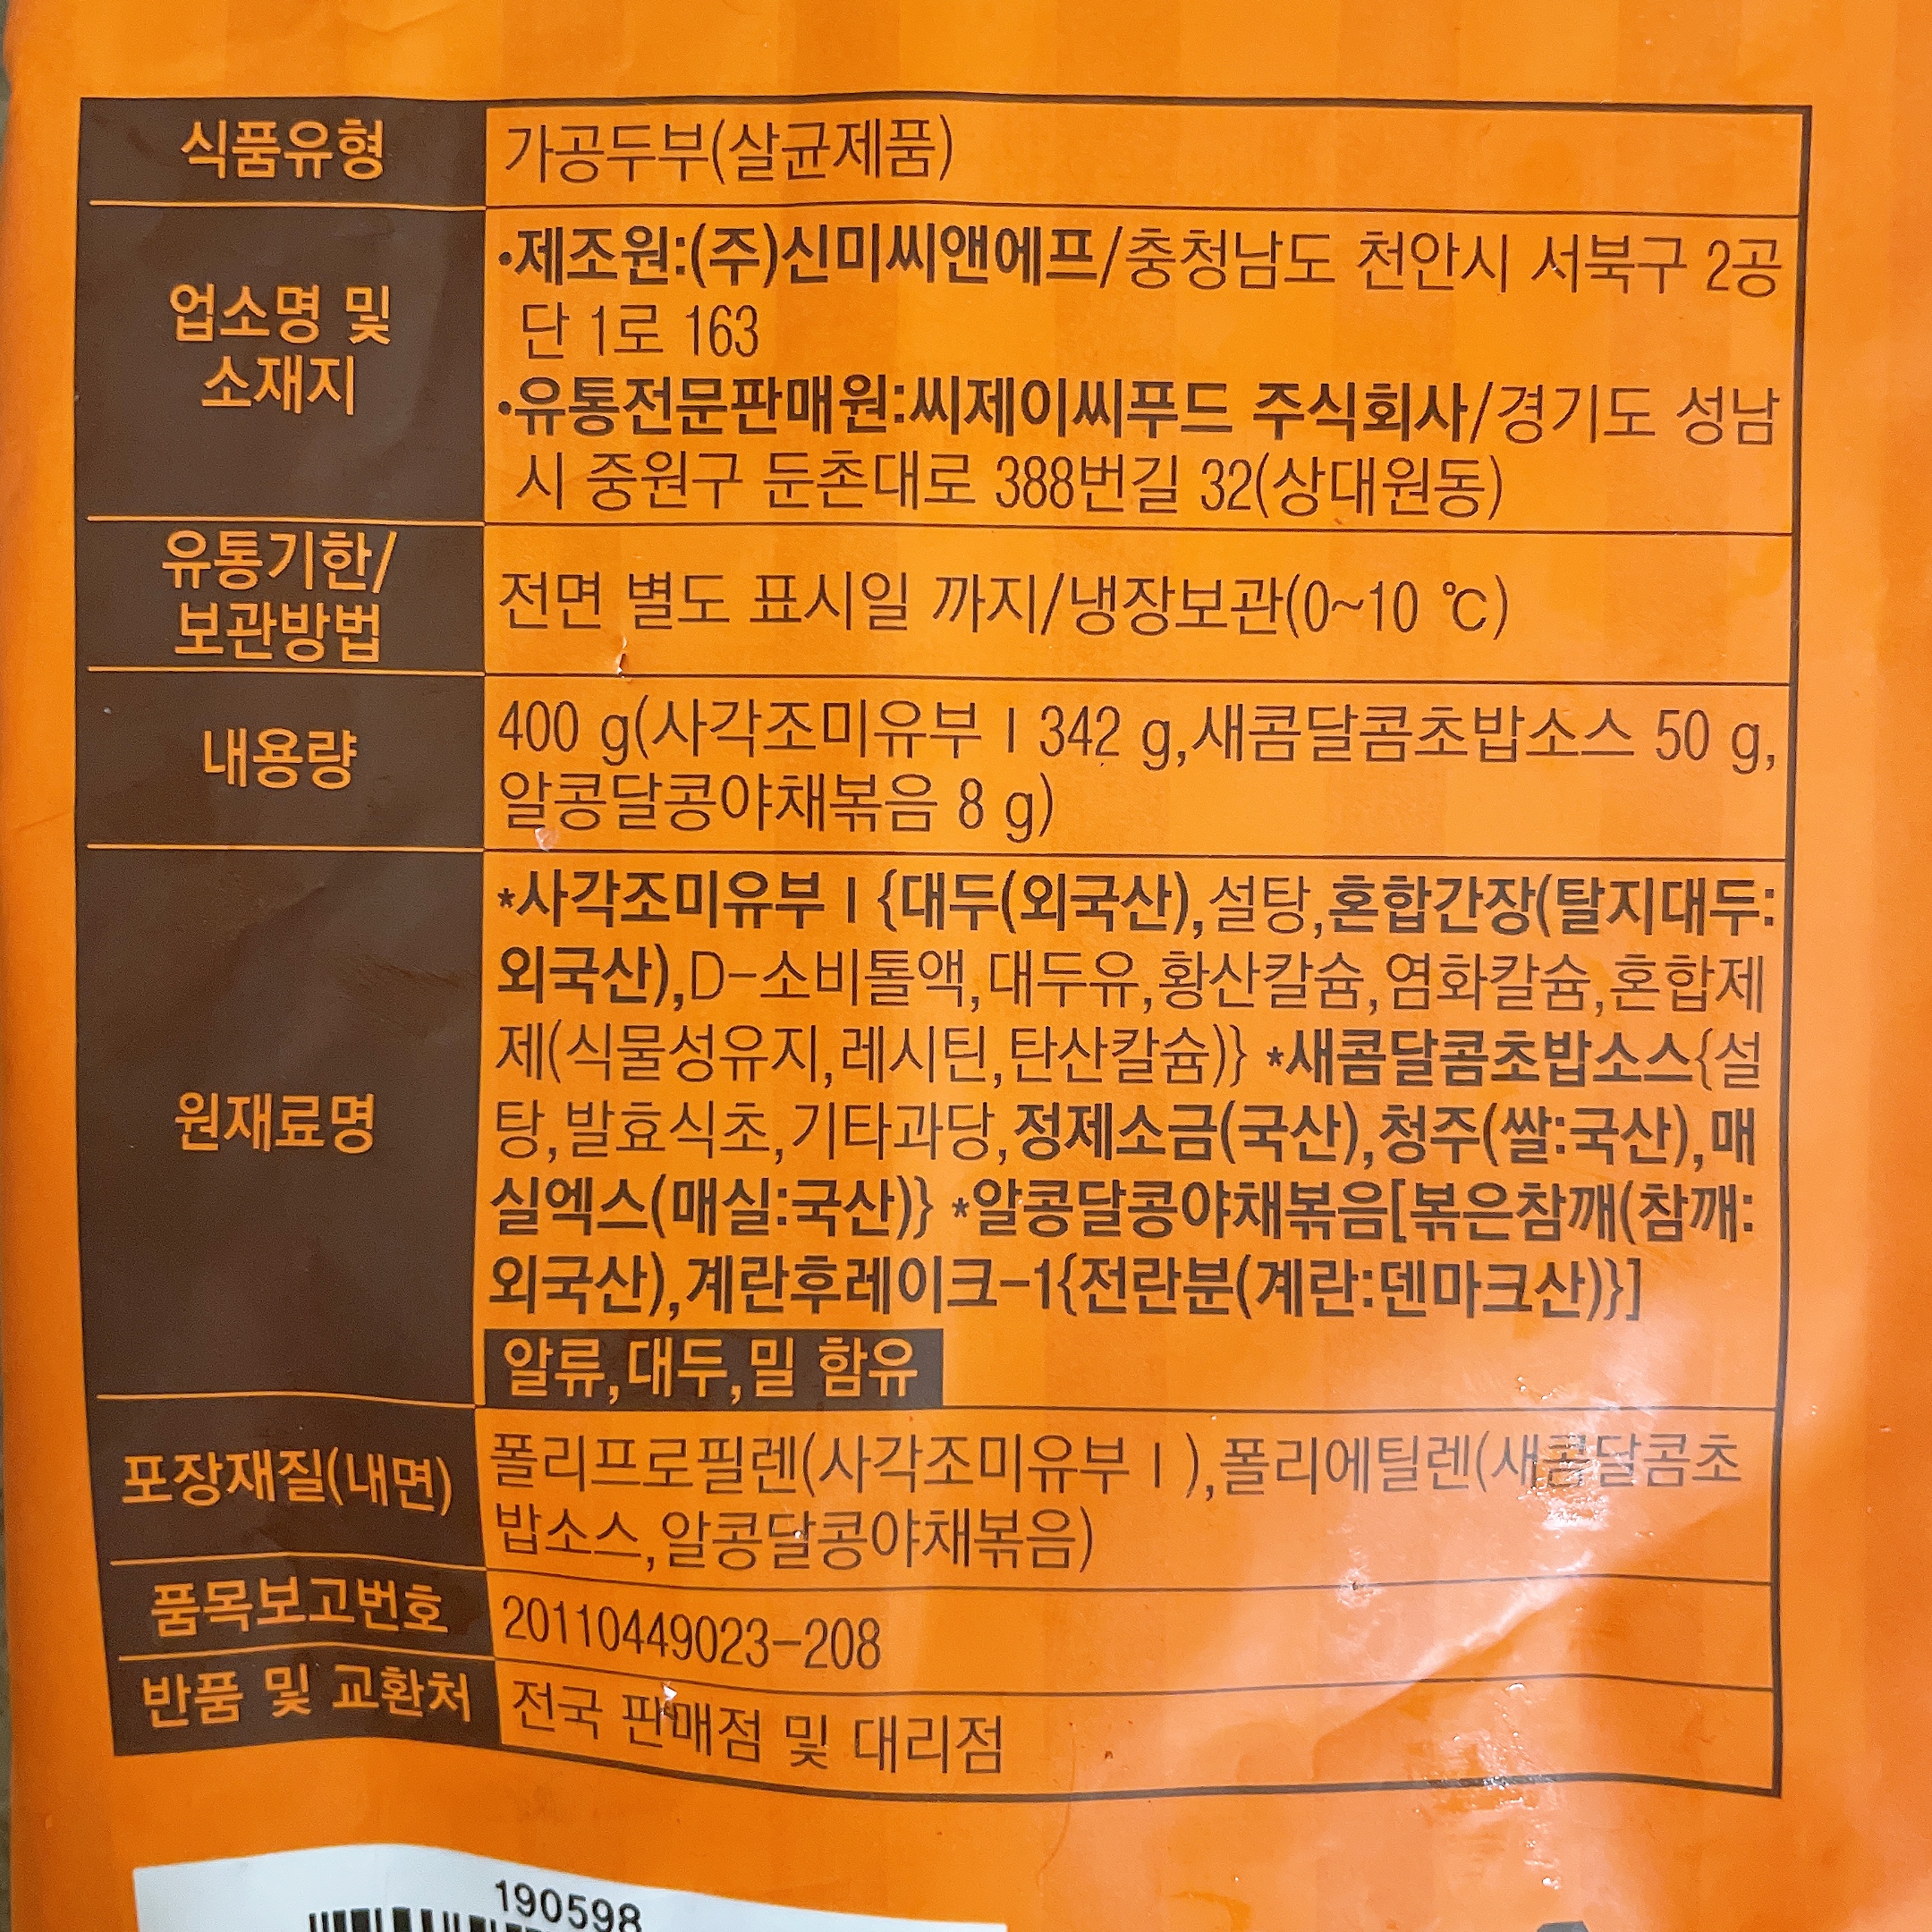 식품유형
가공두부(살균제품)
업소명 및
소재지
•제조원:(주)신미씨앤에프/충청남도 천안시 서북구 2공
단 1로 163
•유통전문판매원:씨제이씨푸드 주식회사/경기도 성남
시 중원구 둔촌대로 388번길 32(상대원동)
유통기한/
보관방법
전면 별도 표시일 까지/냉장보관(0~10 ℃)
내용량
400 g(사각조미유부Ⅰ342 g,새콤달콤초밥소스 50 g,
알콩달콩야채볶음 8 g)
원재료명
*사각조미유부Ⅰ{대두(외국산),설탕,혼합간장(탈지대두:
외국산),D-소비톨액,대두유,황산칼슘,염화칼슘,혼합제
제(식물성유지,레시틴,탄산칼슘)} *새콤달콤초밥소스{설
탕,발효식초,기타과당,정제소금(국산),청주(쌀:국산),매
실엑스(매실:국산)} *알콩달콩야채볶음[볶은참깨(참깨:
외국산),계란후레이크-1{전란분(계란:덴마크산)}]
알류,대두,밀 함유
포장재질(내면)
폴리프로필렌(사각조미유부Ⅰ),폴리에틸렌(새콤달콤초
밥소스,알콩달콩야채볶음)
품목보고번호
20110449023-208
반품 및 교환처
전국 판매점 및 대리점
190598